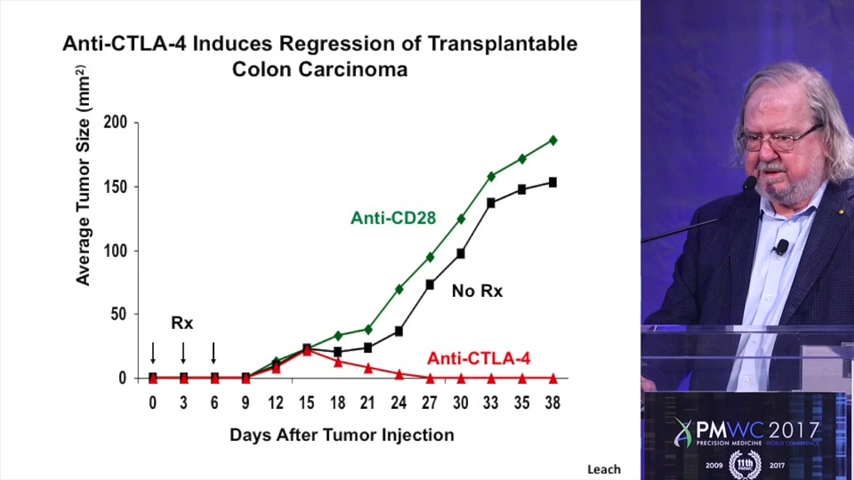 Anti-CTLA-4 Induces Regression of Transplantable
Colon Carcinoma
Average Tumor Size (mm²)
200
150
100
50
0
Anti-CD28
No Rx
Rx
Anti-CTLA-4
0 3 6 9 12 15 18 21 24 27 30 33 35 38
Days After Tumor Injection
Leach
PMWC 2017
PRECISION MEDICINE WORLD CONFERENCE
2009 11th 2017